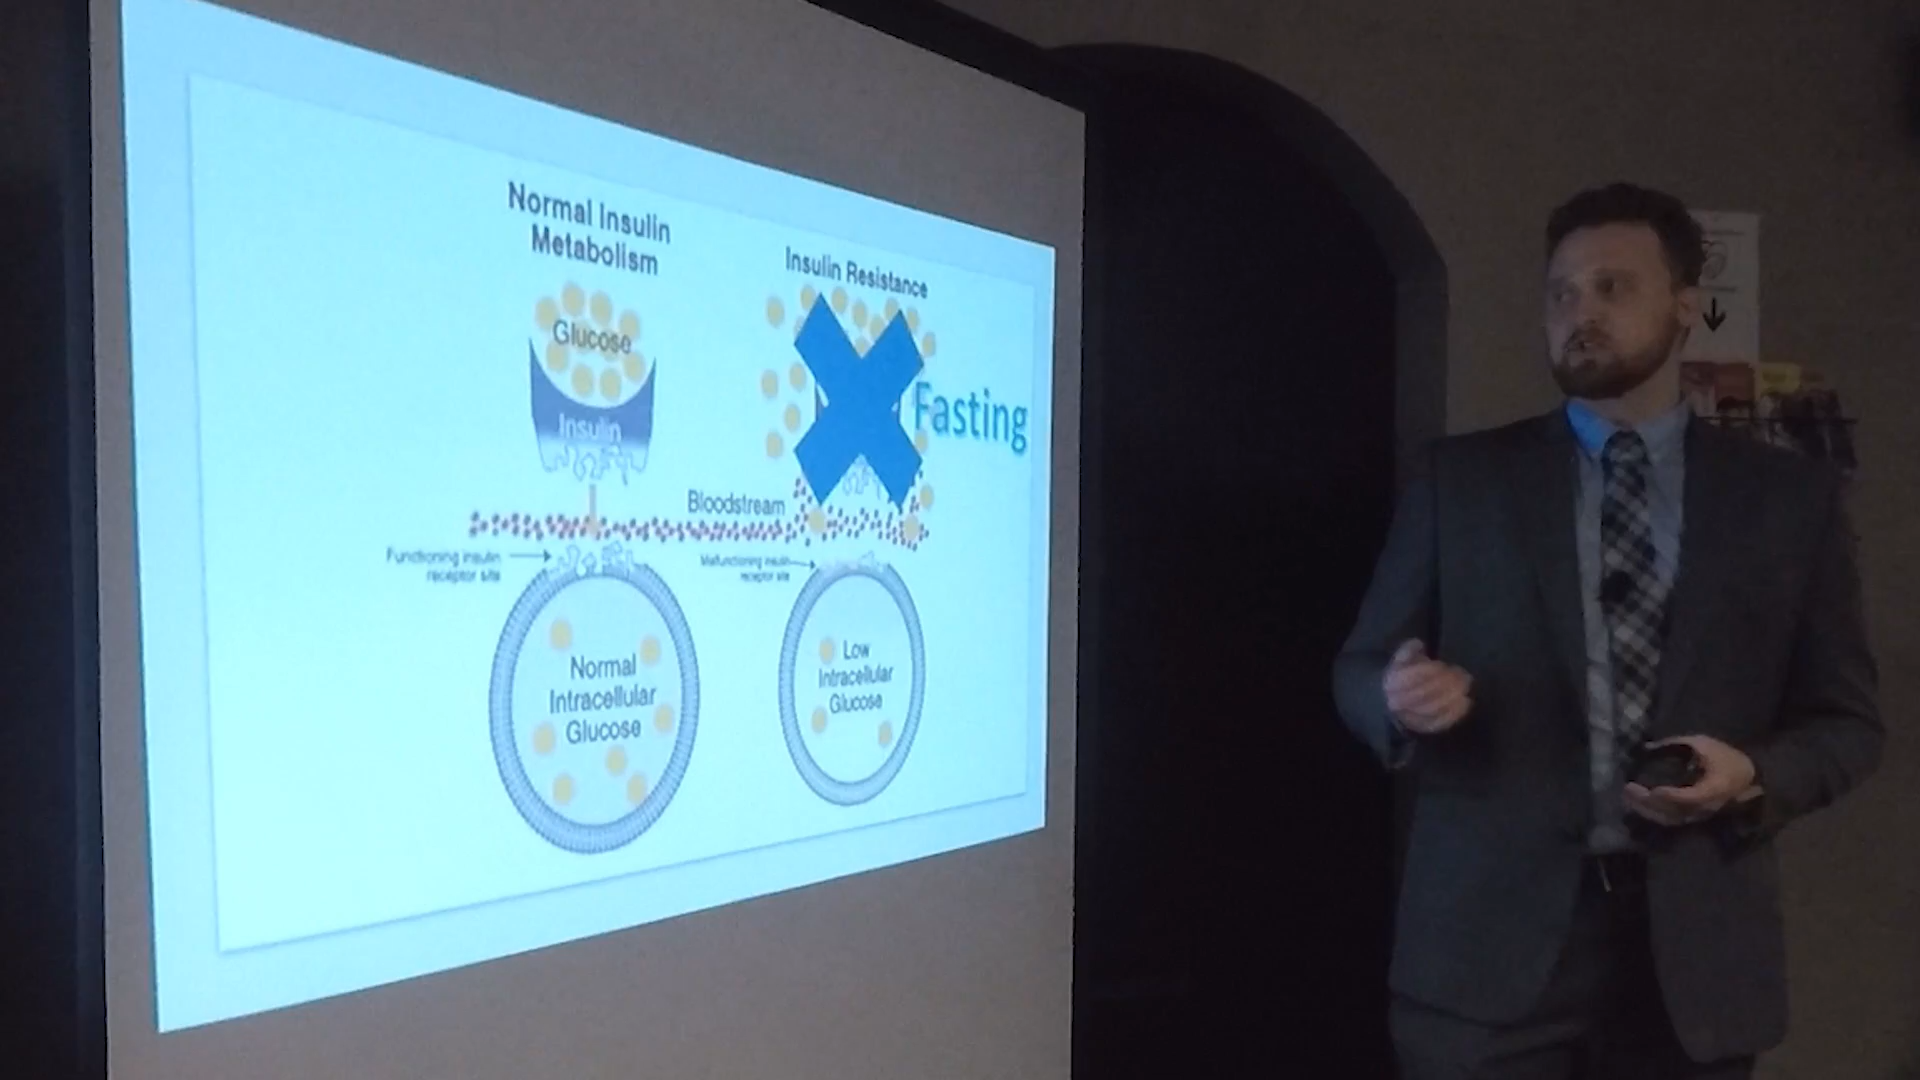 Normal Insulin
Metabolism
Glucose
Insulin
Insulin Resistance
Fasting
Bloodstream
Functioning insulin
receptor site
Malfunctioning insulin
receptor site
Normal
Intracellular
Glucose
Low
Intracellular
Glucose